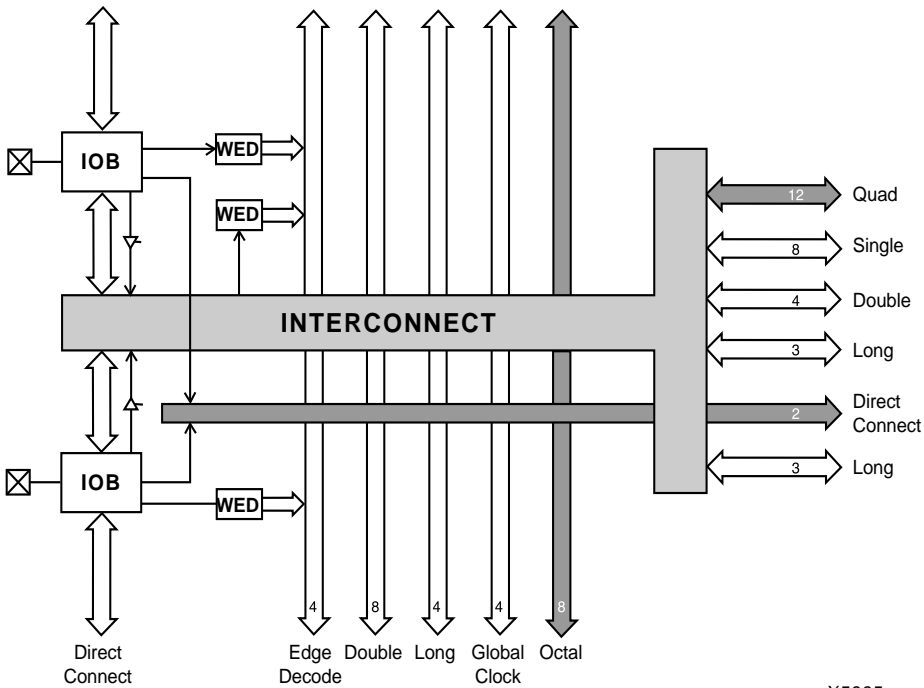 IOB
WED
WED
INTERCONNECT
IOB
WED
12
Quad
8
Single
4
Double
3
Long
2
Direct
Connect
3
Long
4
8
4
4
8
Direct
Connect
Edge
Decode
Double
Long
Global
Clock
Octal